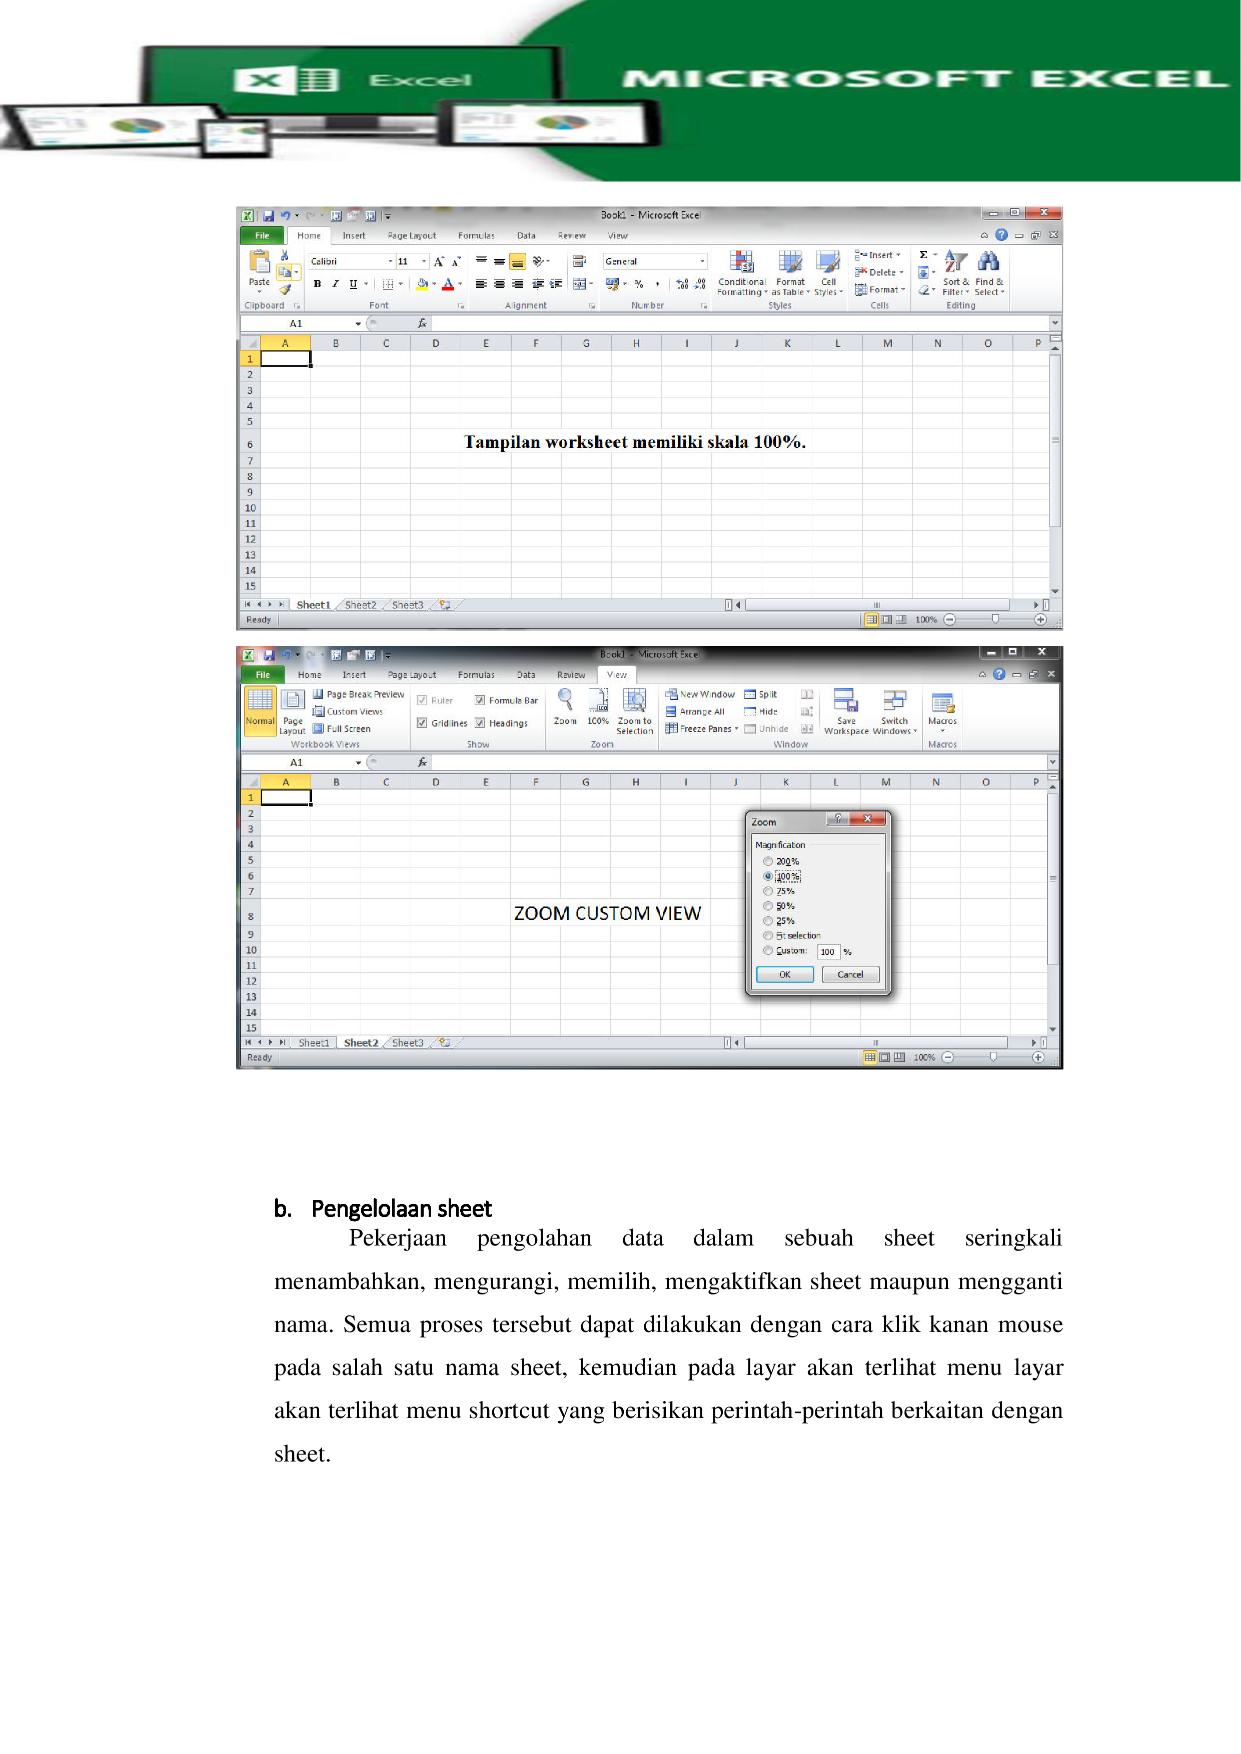 Excel
MICROSOFT EXCEL
Book1 - Microsoft Excel
File Home Insert Page Layout Formulas Data Review View
Calibri 11 General Insert
Paste B I U % , Conditional Formatting Format as Table Cell Styles Delete Format Sort & Filter Find & Select
Clipboard Font Alignment Number Styles Cells Editing
A1 fx
A B C D E F G H I J K L M N O P
1
2
3
4
5
6 Tampilan worksheet memiliki skala 100%.
7
8
9
10
11
12
13
14
15
Sheet1 Sheet2 Sheet3
Ready 100%
Book1 - Microsoft Excel
File Home Insert Page Layout Formulas Data Review View
Normal Page Layout Page Break Preview Custom Views Full Screen
Ruler Formula Bar Gridlines Headings
Zoom 100% Zoom to Selection
New Window Arrange All Freeze Panes Split Hide Unhide
Save Workspace Switch Windows Macros
Workbook Views Show Zoom Window Macros
A1 fx
A B C D E F G H I J K L M N O P
1
2
3
4
5
6
7
8 ZOOM CUSTOM VIEW
9
10
11
12
13
14
15
Zoom
Magnification
200%
100%
75%
50%
25%
Fit selection
Custom: 100 %
OK Cancel
Sheet1 Sheet2 Sheet3
Ready 100%
b. Pengelolaan sheet
Pekerjaan pengolahan data dalam sebuah sheet seringkali
menambahkan, mengurangi, memilih, mengaktifkan sheet maupun mengganti
nama. Semua proses tersebut dapat dilakukan dengan cara klik kanan mouse
pada salah satu nama sheet, kemudian pada layar akan terlihat menu layar
akan terlihat menu shortcut yang berisikan perintah-perintah berkaitan dengan
sheet.